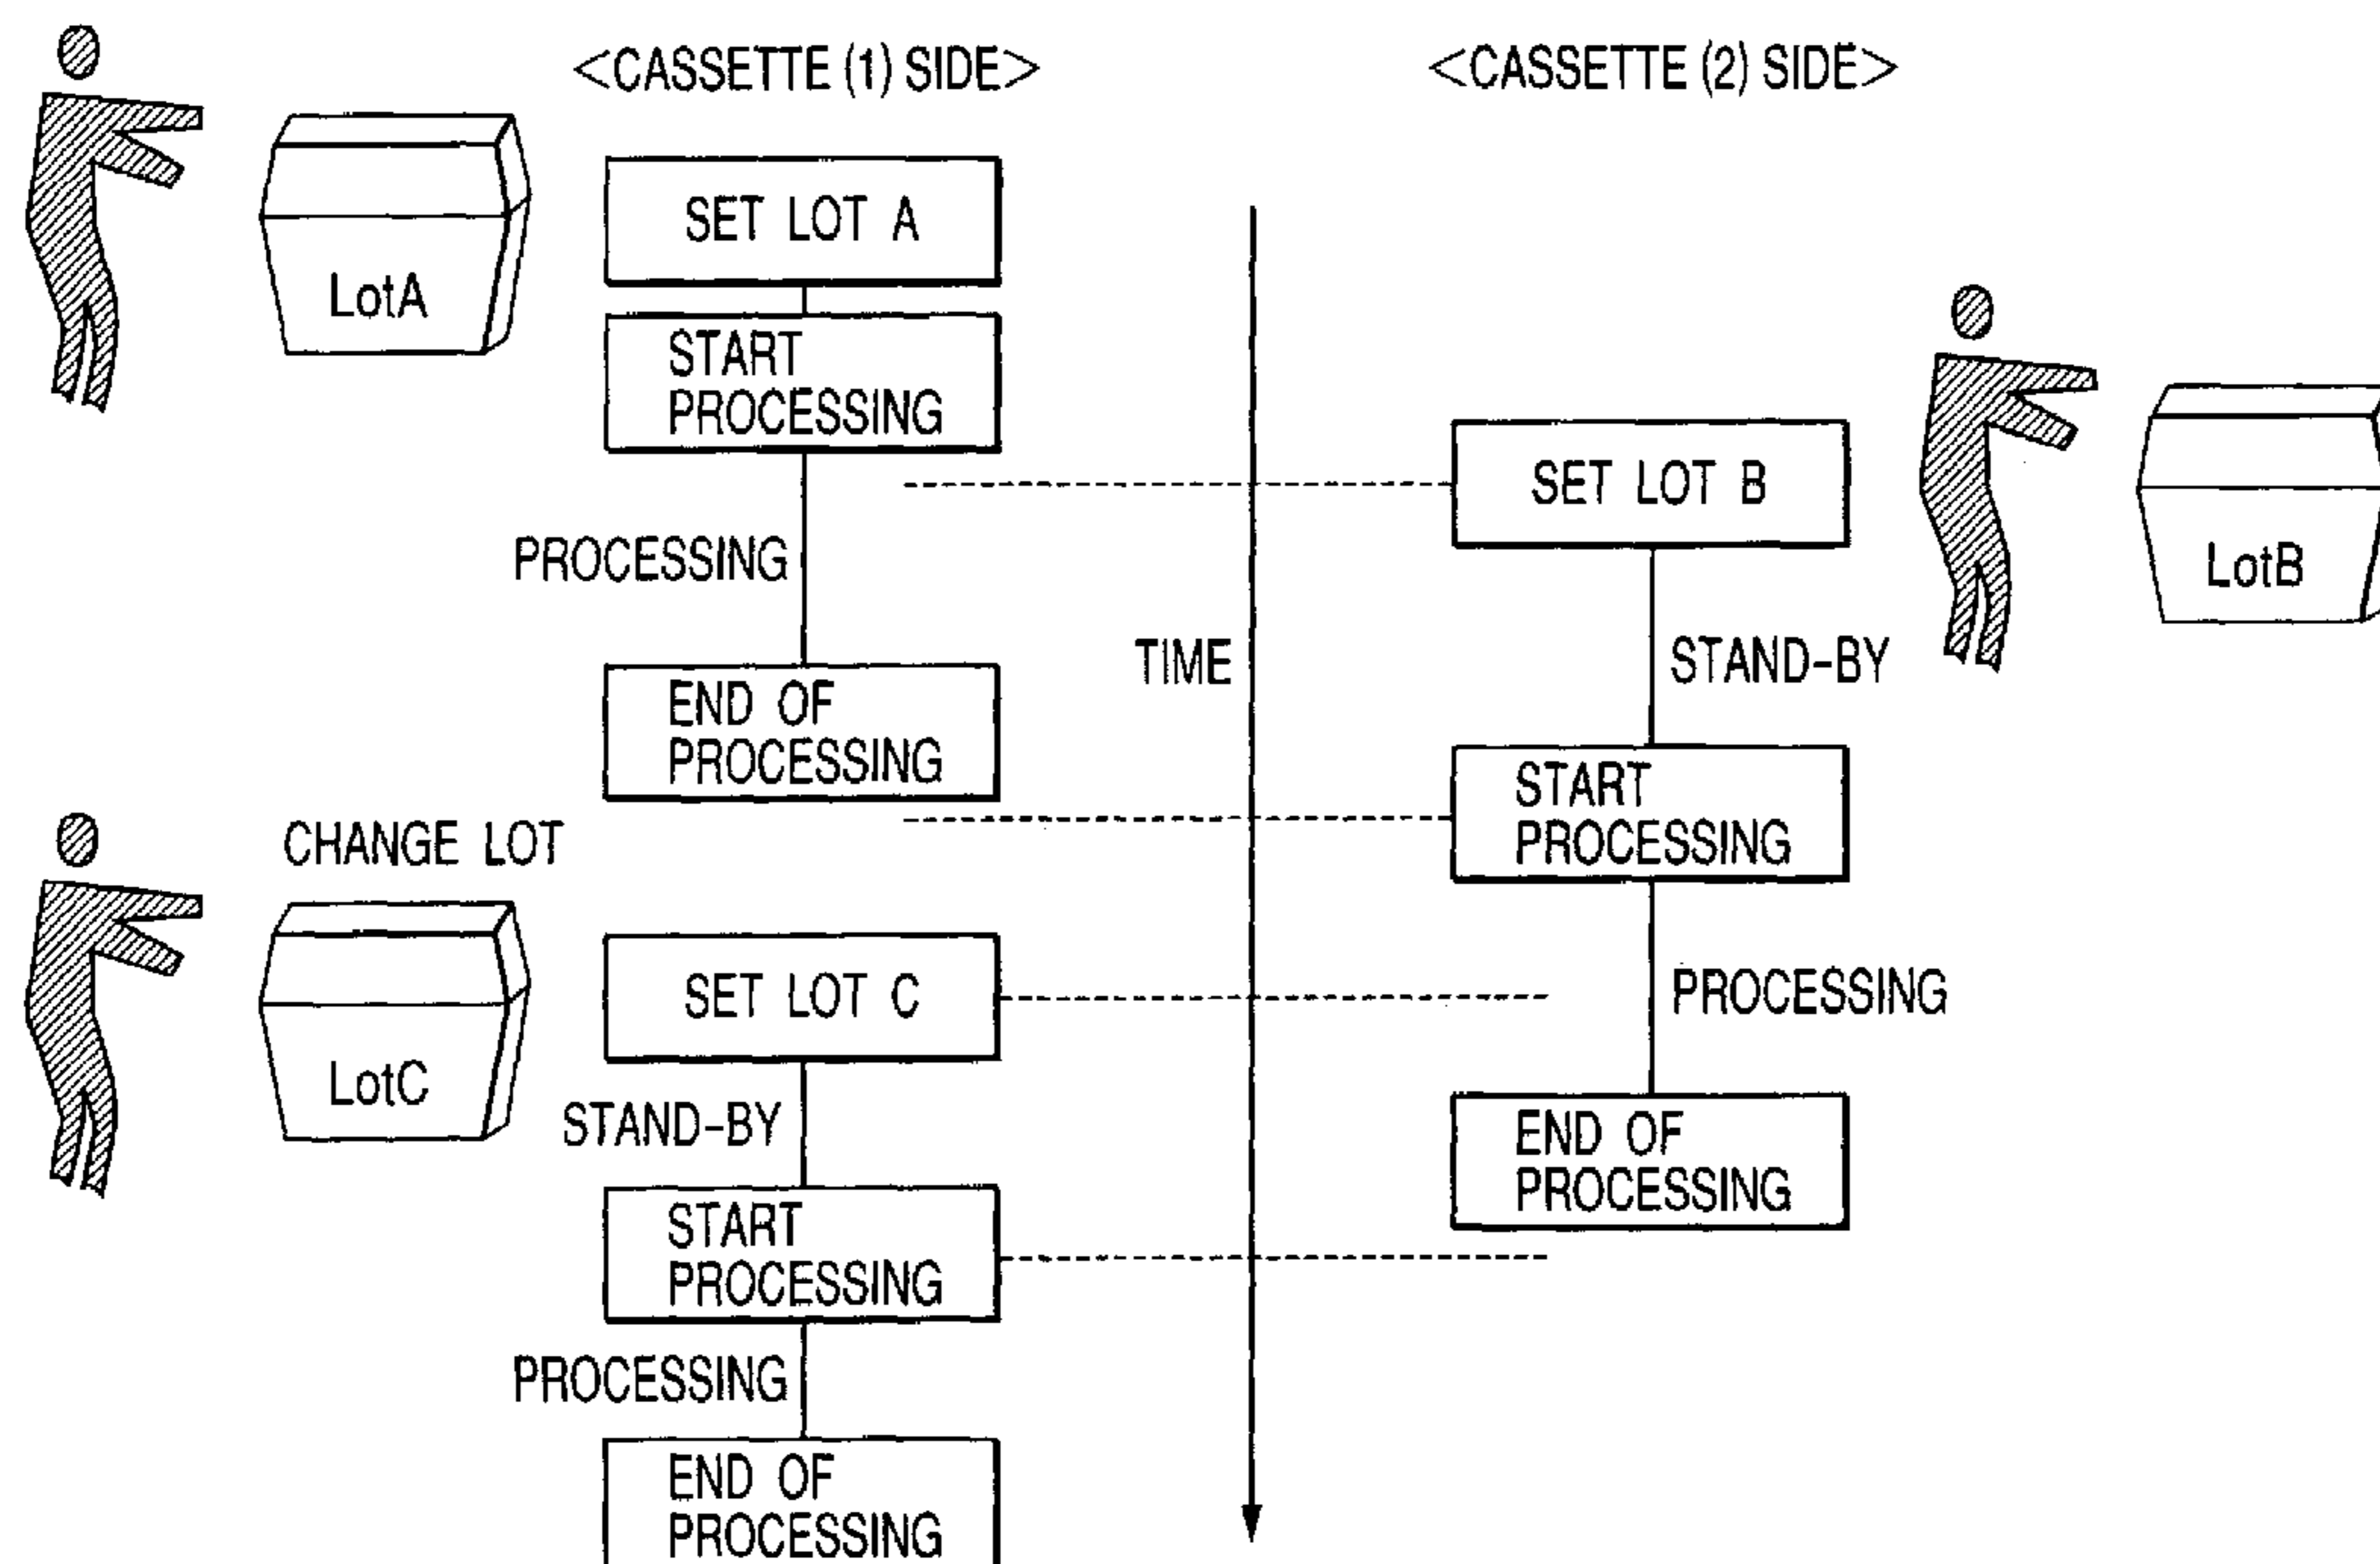 <CASSETTE (1) SIDE>
<CASSETTE (2) SIDE>
LotA
SET LOT A
START
PROCESSING
PROCESSING
END OF
PROCESSING
TIME
SET LOT B
LotB
STAND-BY
START
PROCESSING
PROCESSING
END OF
PROCESSING
CHANGE LOT
LotC
SET LOT C
STAND-BY
START
PROCESSING
PROCESSING
END OF
PROCESSING